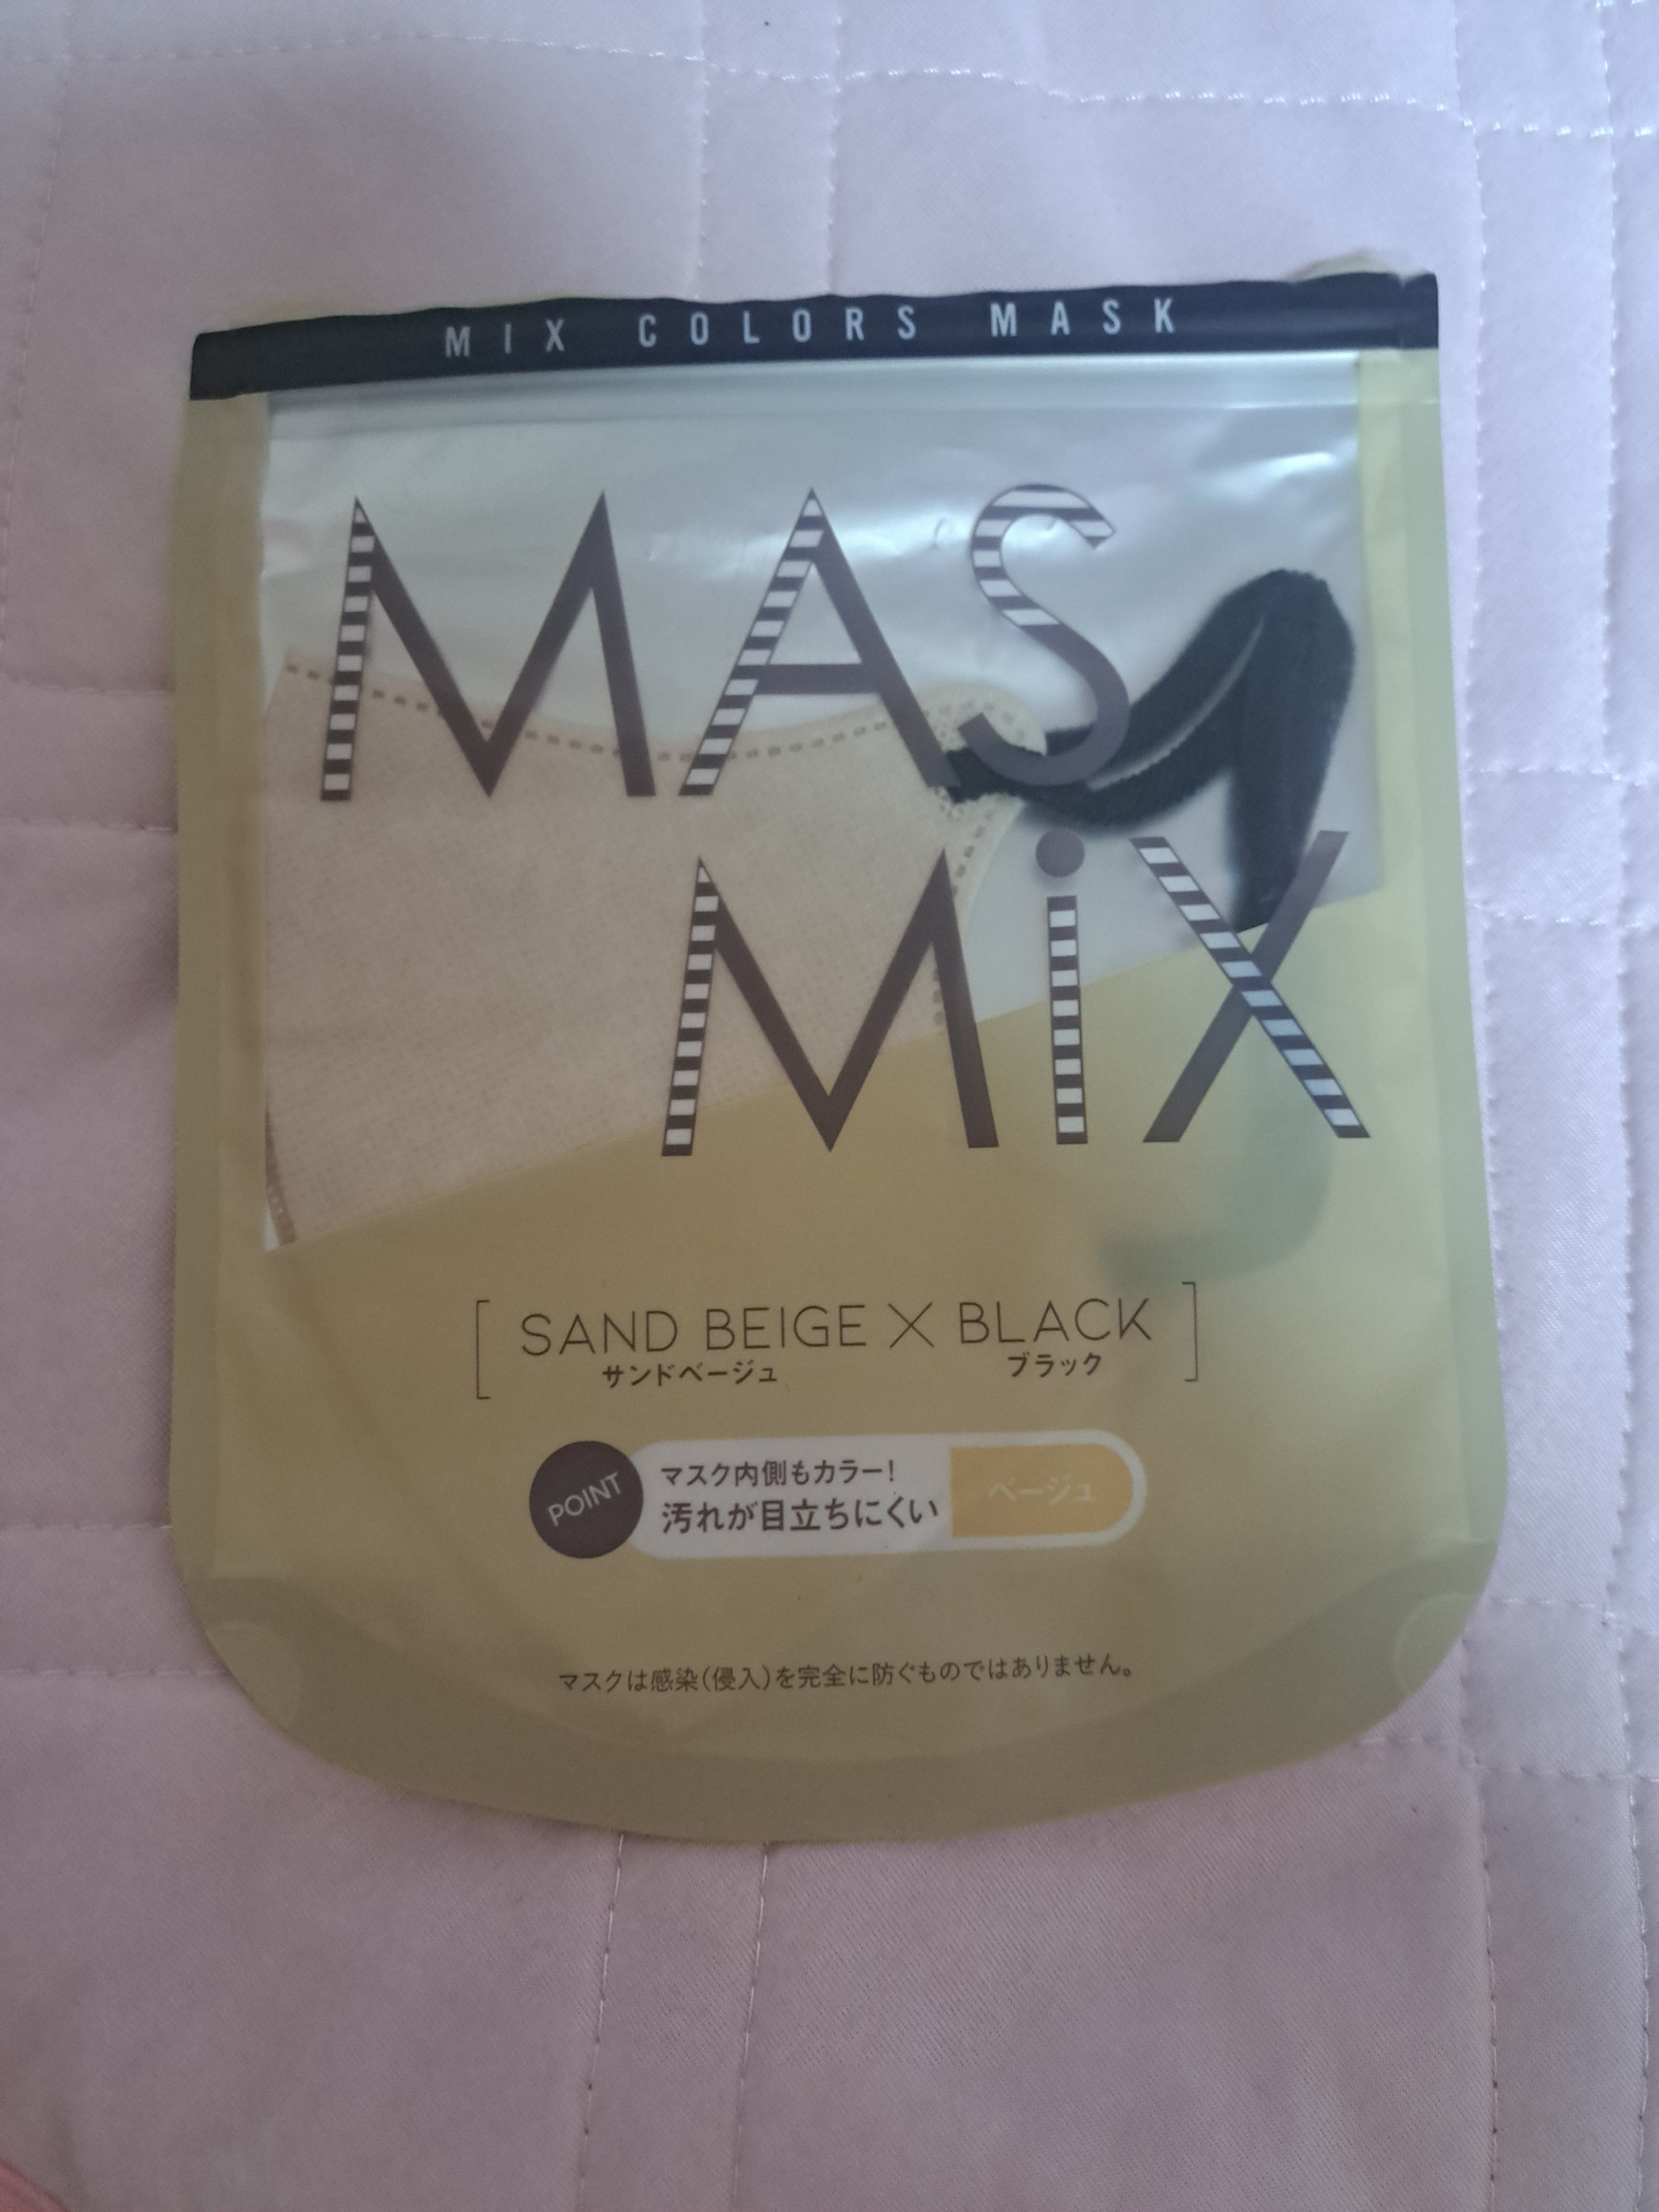 MIX COLORS MASK
MAS
MiX
[ SAND BEIGE × BLACK ]
サンドベージュ ブラック
POINT
マスク内側もカラー!
汚れが目立ちにくい
ベージュ
マスクは感染(侵入)を完全に防ぐものではありません。